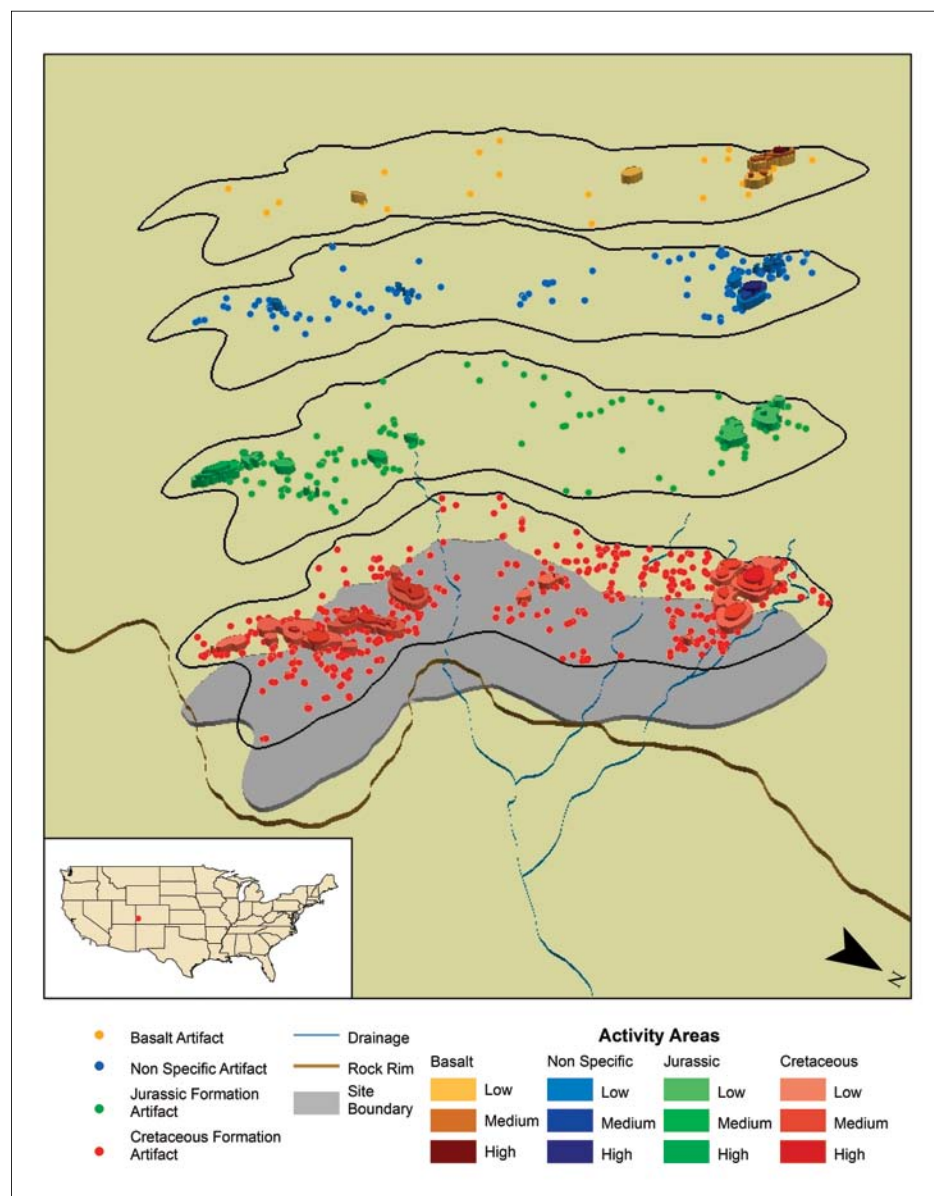 N
Basalt Artifact
Non Specific Artifact
Jurassic Formation
Artifact
Cretaceous Formation
Artifact
Drainage
Rock Rim
Site
Boundary
Activity Areas
Basalt
Low
Medium
High
Non Specific
Low
Medium
High
Jurassic
Low
Medium
High
Cretaceous
Low
Medium
High